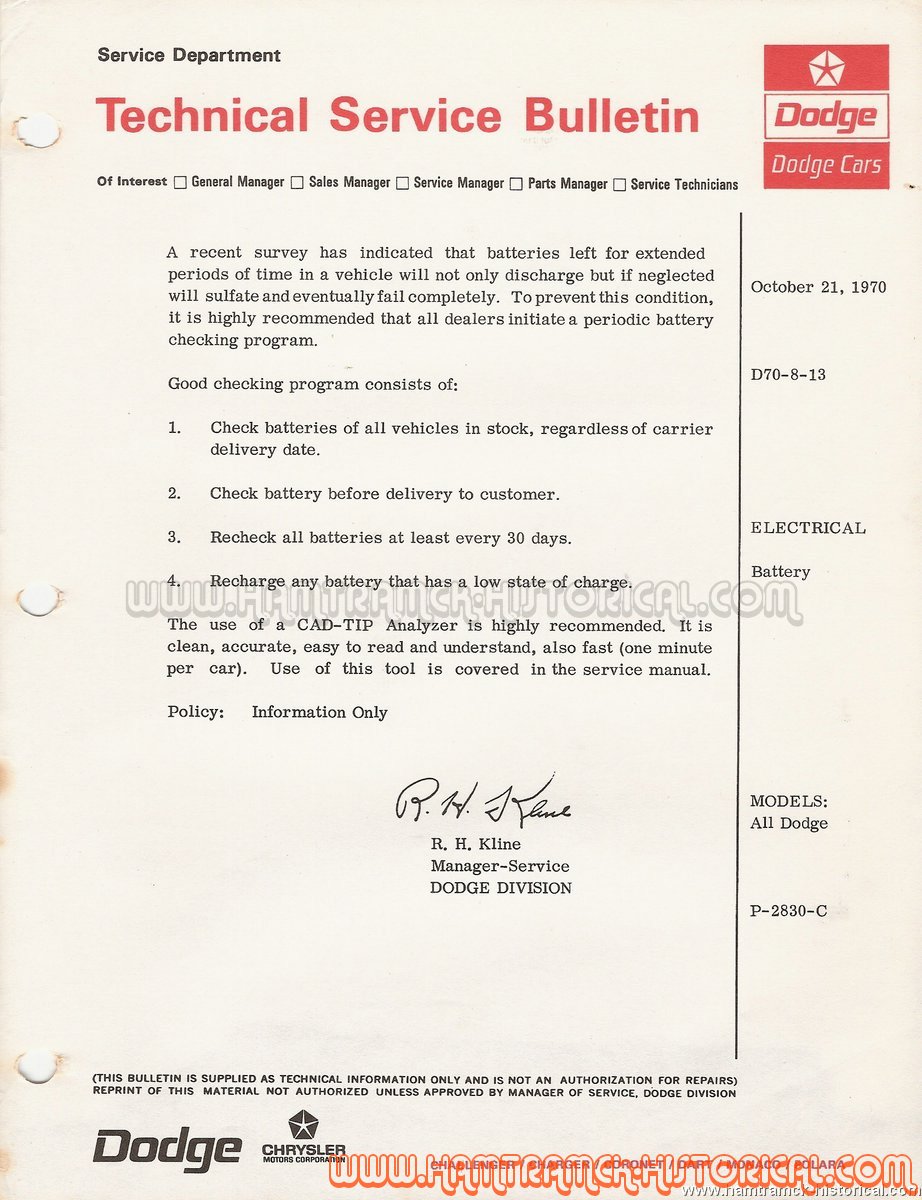 Service Department
Technical Service Bulletin
Dodge
Dodge Cars
Of Interest ☐ General Manager ☐ Sales Manager ☐ Service Manager ☐ Parts Manager ☐ Service Technicians
A recent survey has indicated that batteries left for extended
periods of time in a vehicle will not only discharge but if neglected
will sulfate and eventually fail completely. To prevent this condition,
it is highly recommended that all dealers initiate a periodic battery
checking program.
Good checking program consists of:
1. Check batteries of all vehicles in stock, regardless of carrier
delivery date.
2. Check battery before delivery to customer.
3. Recheck all batteries at least every 30 days.
4. Recharge any battery that has a low state of charge.
www.Hamtramck-Historical.com
The use of a CAD-TIP Analyzer is highly recommended. It is
clean, accurate, easy to read and understand, also fast (one minute
per car). Use of this tool is covered in the service manual.
Policy: Information Only
R. H. Kline
R. H. Kline
Manager-Service
DODGE DIVISION
October 21, 1970
D70-8-13
ELECTRICAL
Battery
MODELS:
All Dodge
P-2830-C
(THIS BULLETIN IS SUPPLIED AS TECHNICAL INFORMATION ONLY AND IS NOT AN AUTHORIZATION FOR REPAIRS)
REPRINT OF THIS MATERIAL NOT AUTHORIZED UNLESS APPROVED BY MANAGER OF SERVICE, DODGE DIVISION
Dodge
CHRYSLER
MOTORS CORPORATION
CHALLENGER / CHARGER / CORONET / DART / MONACO / POLARA
www.Hamtramck-Historical.com
www.hamtramck-historical.com